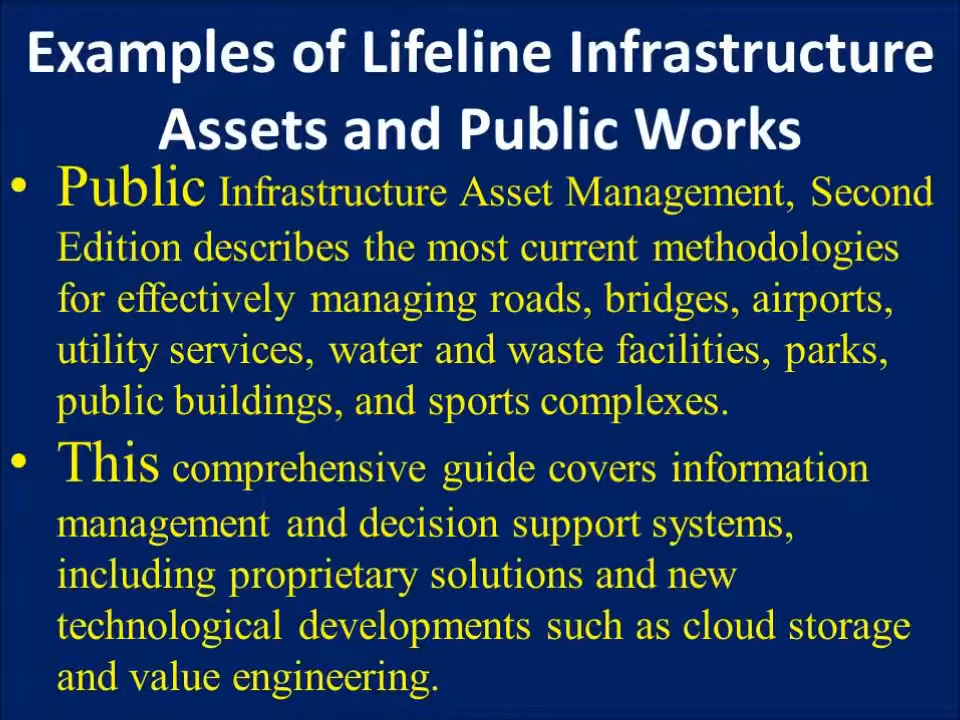 Examples of Lifeline Infrastructure
Assets and Public Works
• Public Infrastructure Asset Management, Second
Edition describes the most current methodologies
for effectively managing roads, bridges, airports,
utility services, water and waste facilities, parks,
public buildings, and sports complexes.
• This comprehensive guide covers information
management and decision support systems,
including proprietary solutions and new
technological developments such as cloud storage
and value engineering.